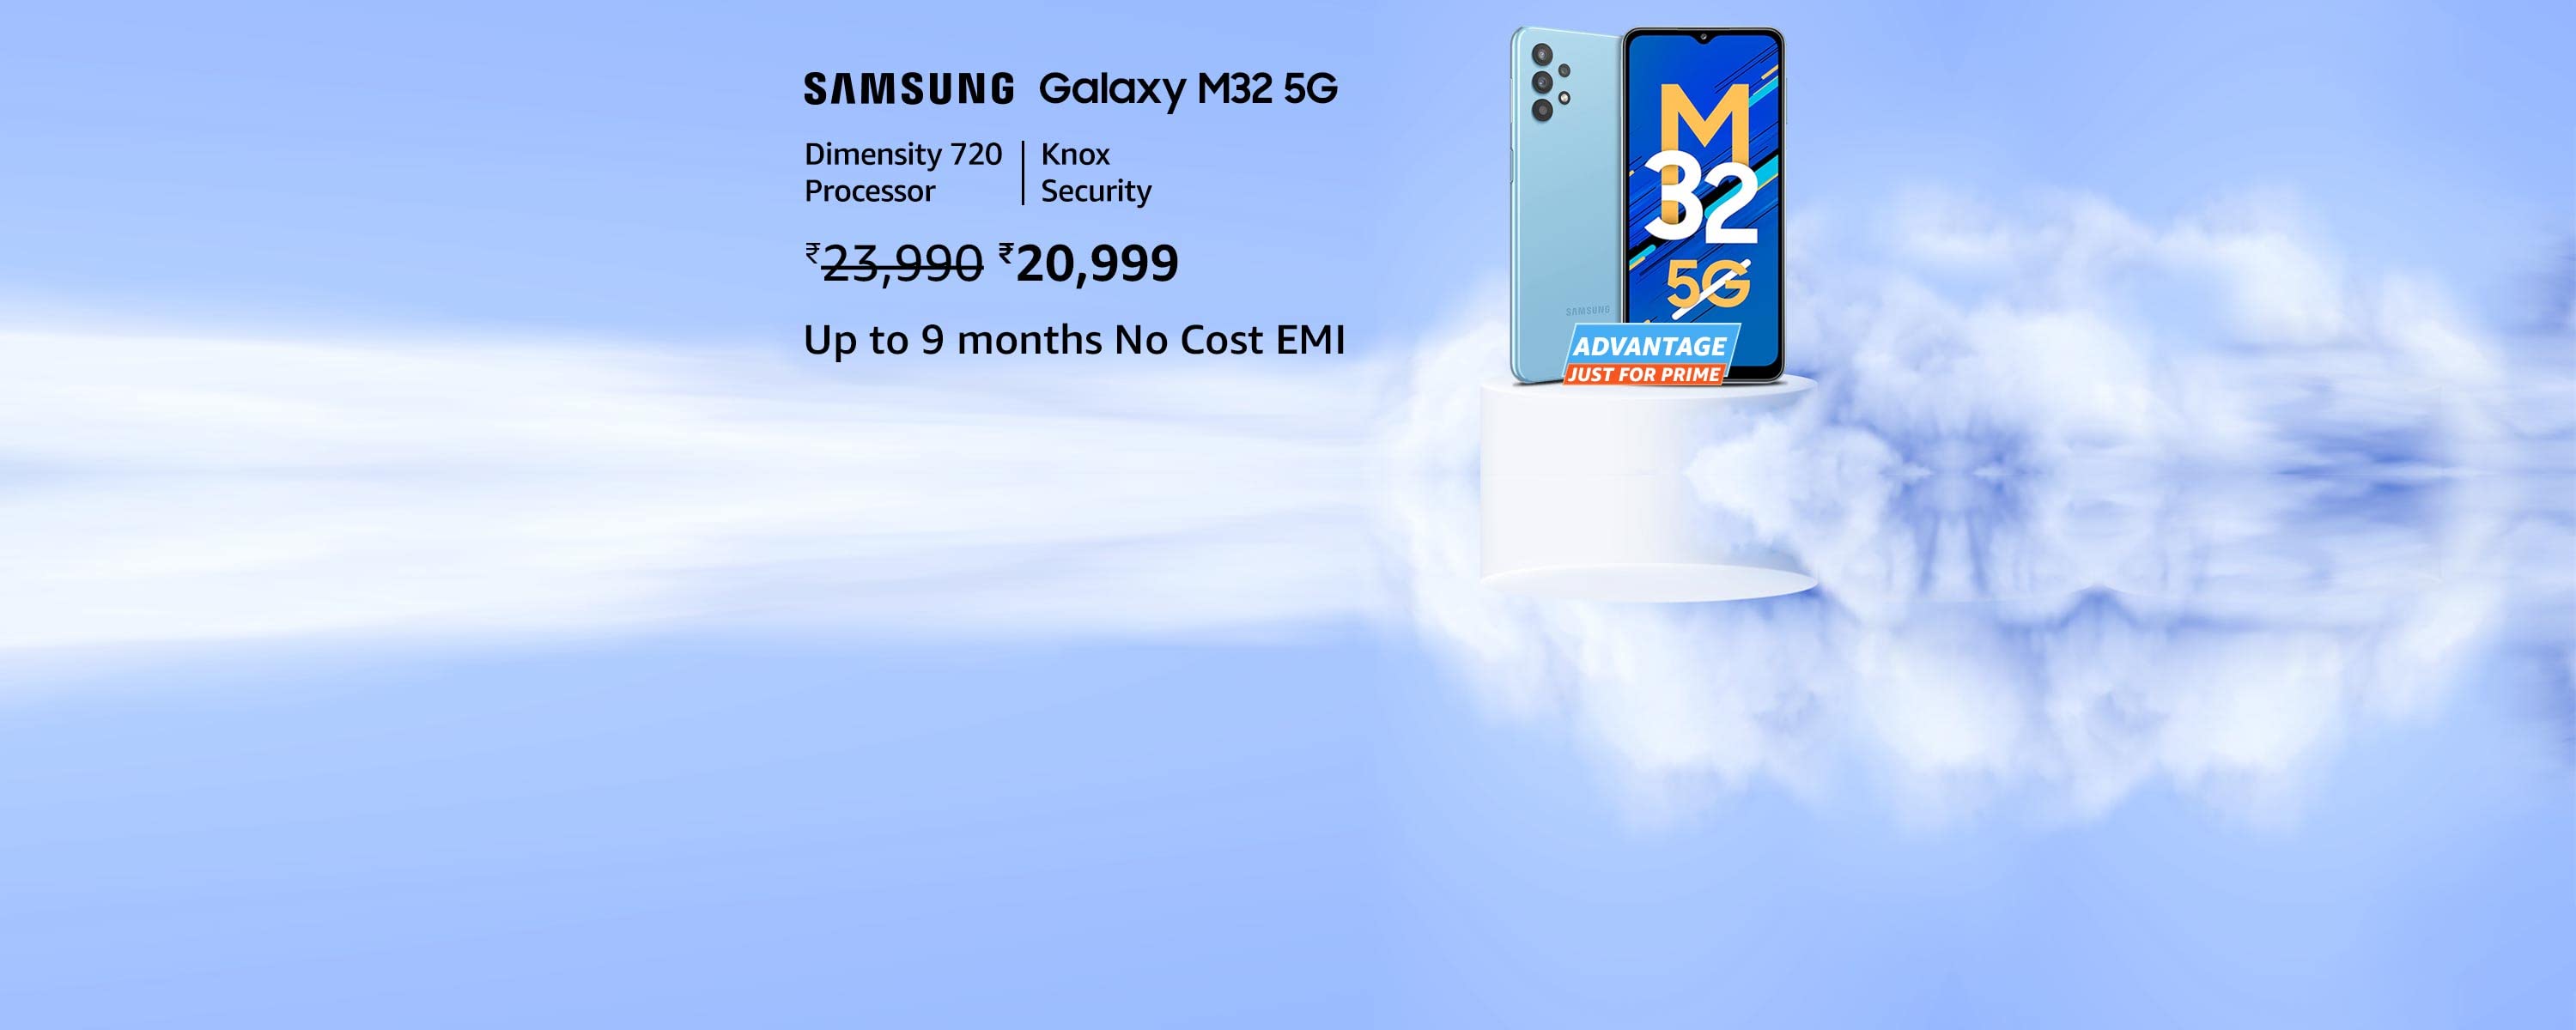 SAMSUNG Galaxy M32 5G
Dimensity 720
Processor
Knox
Security
₹23,990 ₹20,999
Up to 9 months No Cost EMI
M
32
5G
SAMSUNG
ADVANTAGE
JUST FOR PRIME